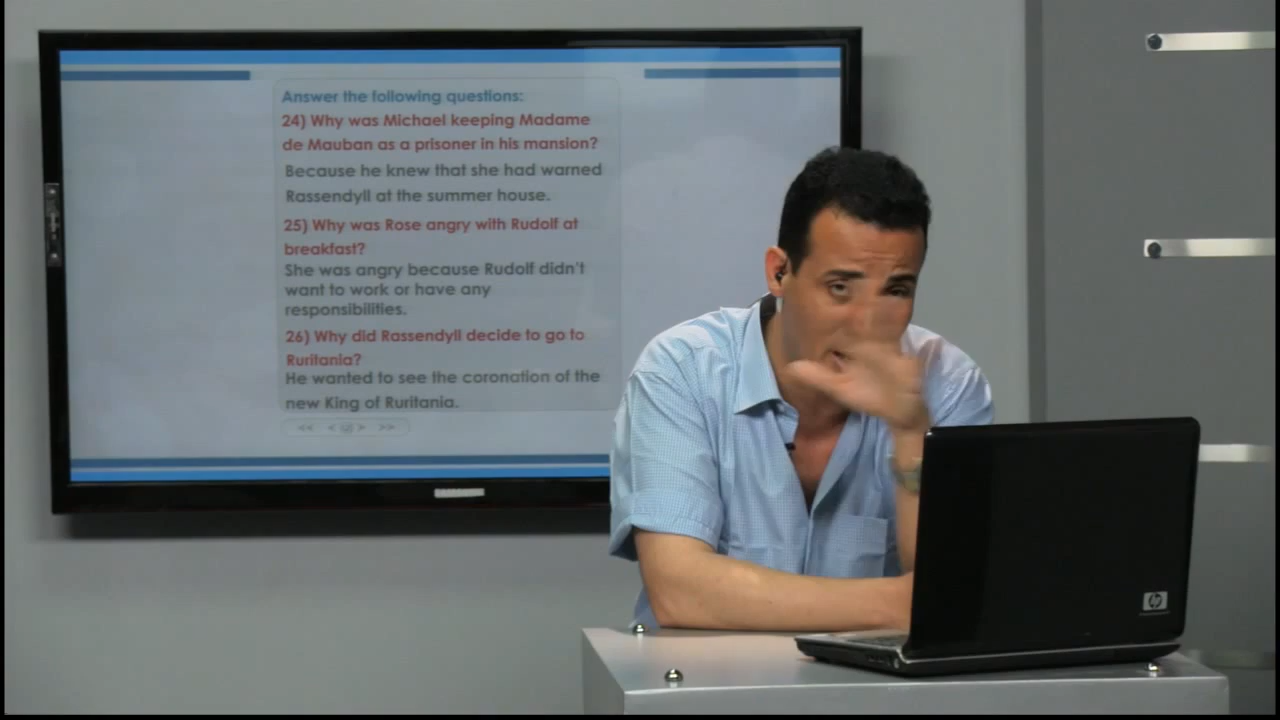 Answer the following questions:
24) Why was Michael keeping Madame
de Mauban as a prisoner in his mansion?
Because he knew that she had warned
Rassendyll at the summer house.
25) Why was Rose angry with Rudolf at
breakfast?
She was angry because Rudolf didn't
want to work or have any
responsibilities.
26) Why did Rassendyll decide to go to
Ruritania?
He wanted to see the coronation of the
new King of Ruritania.
hp